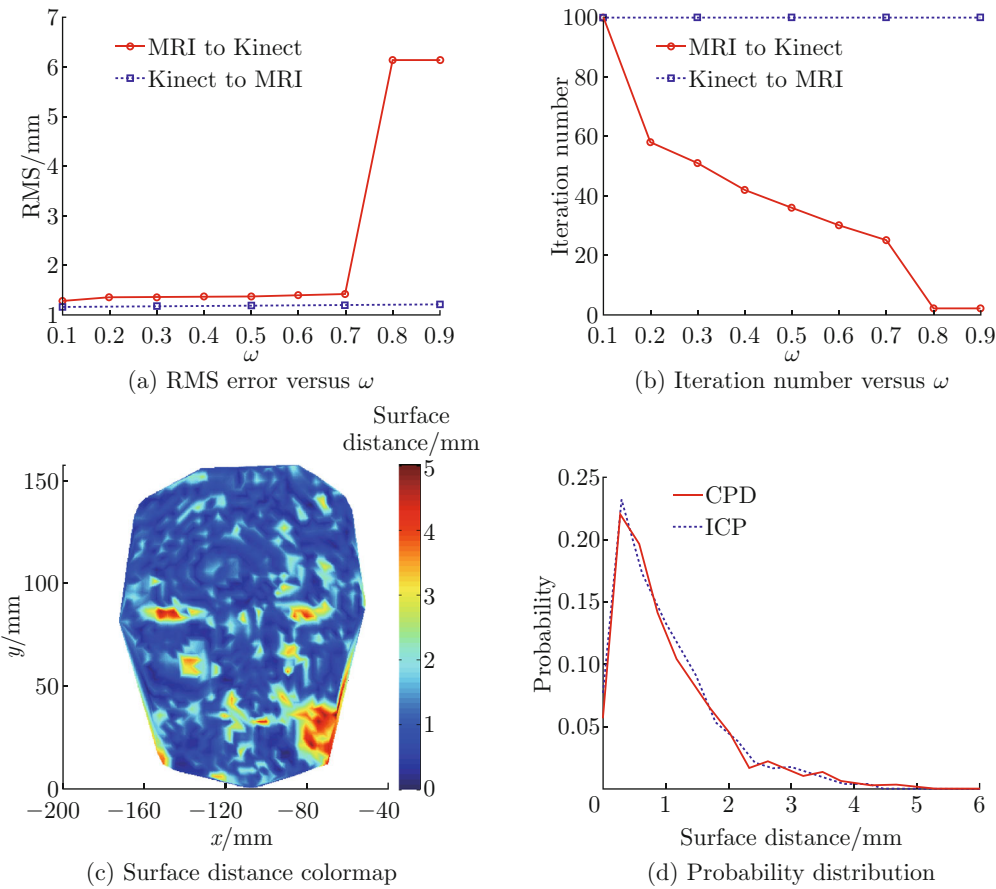 7
6
5
4
3
2
1
RMS/mm
MRI to Kinect
Kinect to MRI
0.1 0.2 0.3 0.4 0.5 0.6 0.7 0.8 0.9
ω
(a) RMS error versus ω
100
80
60
40
20
0
Iteration number
MRI to Kinect
Kinect to MRI
0.1 0.2 0.3 0.4 0.5 0.6 0.7 0.8 0.9
ω
(b) Iteration number versus ω
Surface
distance/mm
150
100
50
0
y/mm
5
4
3
2
1
0
−200 −160 −120 −80 −40
x/mm
(c) Surface distance colormap
0.25
0.20
0.15
0.10
0.05
Probability
CPD
ICP
0 1 2 3 4 5 6
Surface distance/mm
(d) Probability distribution